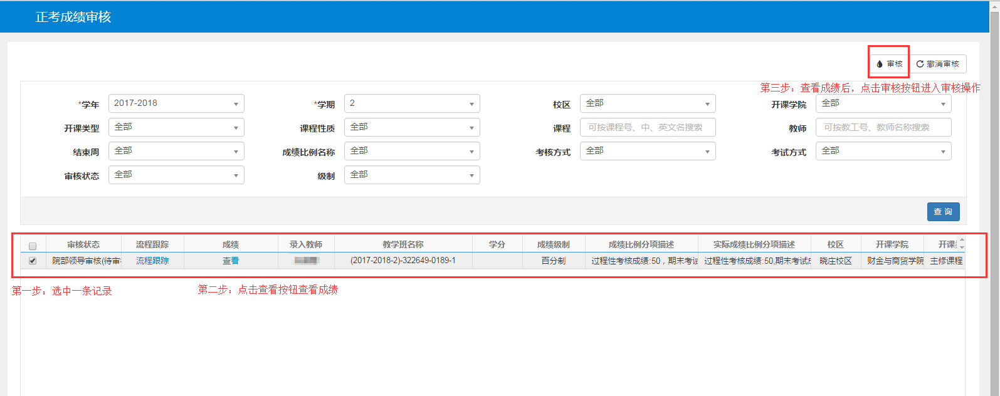 正考成绩审核
审核 撤消审核
第三步：查看成绩后，点击审核按钮进入审核操作
*学年 2017-2018 *学期 2 校区 全部 开课学院 全部
开课类型 全部 课程性质 全部 课程 可按课程号、中、英文名搜索 教师 可按教工号、教师名称搜索
结束周 全部 成绩比例名称 全部 考核方式 全部 考试方式 全部
审核状态 全部 级制 全部
查 询
审核状态 流程跟踪 成绩 录入教师 教学班名称 学分 成绩级制 成绩比例分项描述 实际成绩比例分项描述 校区 开课学院 开课
院部领导审核(待审 流程跟踪 查看 (2017-2018-2)-322649-0189-1 百分制 过程性考核成绩:50，期末考试 过程性考核成绩:50,期末考试 晓庄校区 财金与商贸学院 主修课程
第一步：选中一条记录 第二步：点击查看按钮查看成绩